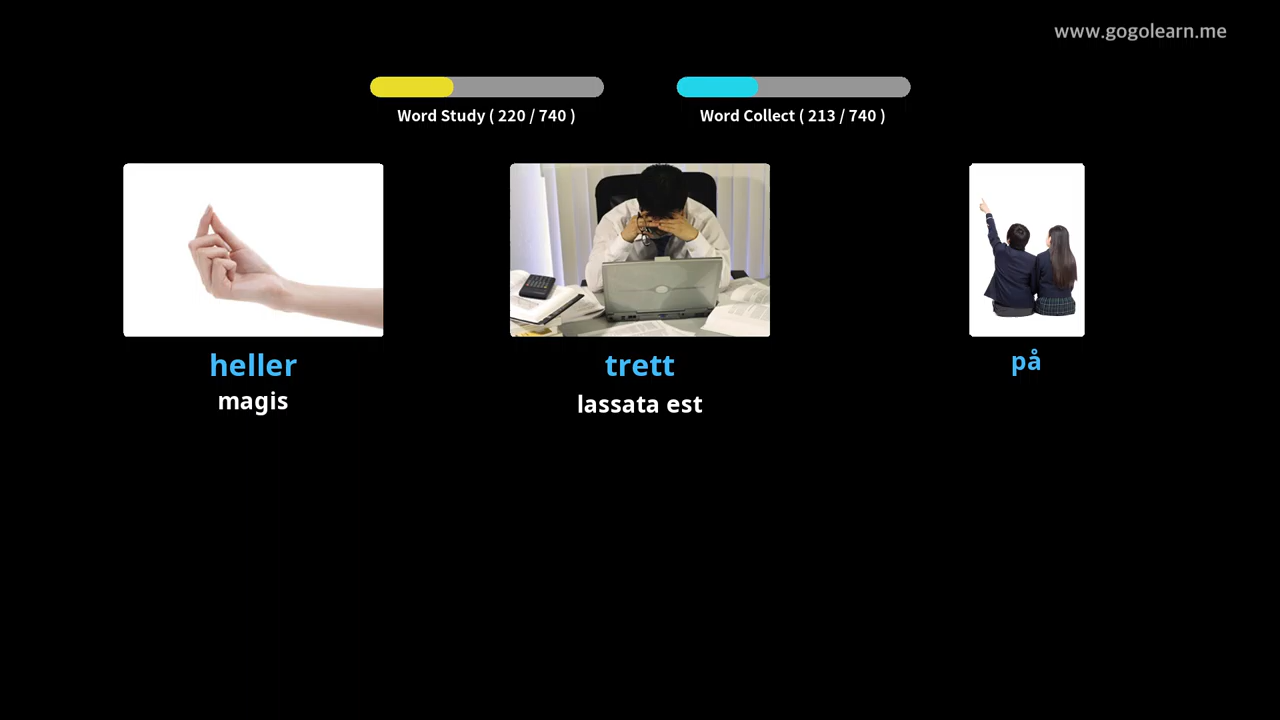 www.gogolearn.me
Word Study ( 220 / 740 )
Word Collect ( 213 / 740 )
heller
magis
trett
lassata est
på